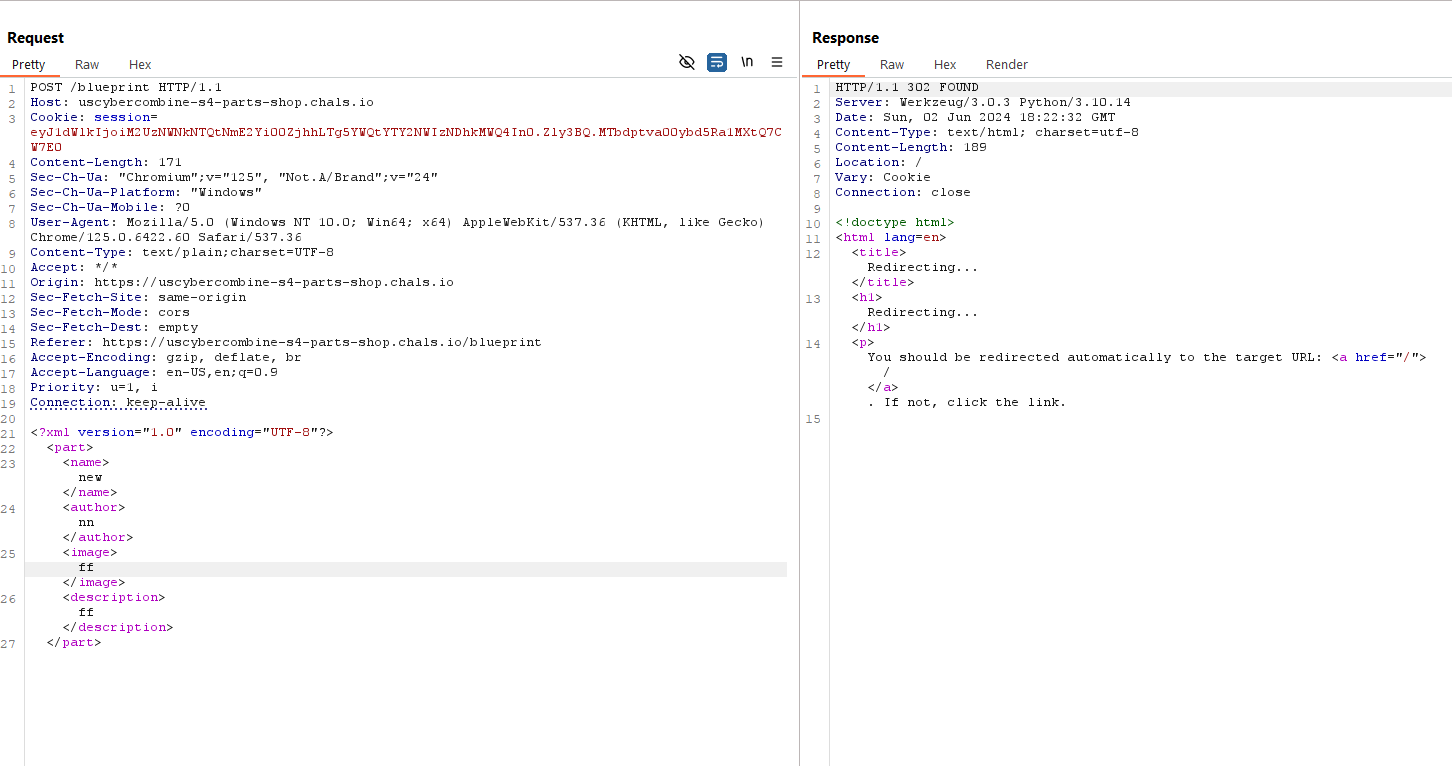 Request
Pretty Raw Hex \n
1 POST /blueprint HTTP/1.1
2 Host: uscybercombine-s4-parts-shop.chals.io
3 Cookie: session=
4 Content-Length: 171
5 Sec-Ch-Ua: "Chromium";v="125", "Not.A/Brand";v="24"
6 Sec-Ch-Ua-Platform: "Windows"
7 Sec-Ch-Ua-Mobile: ?0
8 User-Agent: Mozilla/5.0 (Windows NT 10.0; Win64; x64) AppleWebKit/537.36 (KHTML, like Gecko)
Chrome/125.0.6422.60 Safari/537.36
9 Content-Type: text/plain;charset=UTF-8
10 Accept: */*
11 Origin: https://uscybercombine-s4-parts-shop.chals.io
12 Sec-Fetch-Site: same-origin
13 Sec-Fetch-Mode: cors
14 Sec-Fetch-Dest: empty
15 Referer: https://uscybercombine-s4-parts-shop.chals.io/blueprint
16 Accept-Encoding: gzip, deflate, br
17 Accept-Language: en-US,en;q=0.9
18 Priority: u=1, i
19 Connection: keep-alive
20
21 <?xml version="1.0" encoding="UTF-8"?>
22 <part>
23 <name>
new
</name>
24 <author>
nn
</author>
25 <image>
ff
</image>
26 <description>
ff
</description>
27 </part>
Response
Pretty Raw Hex Render
1 HTTP/1.1 302 FOUND
2 Server: Werkzeug/3.0.3 Python/3.10.14
3 Date: Sun, 02 Jun 2024 18:22:32 GMT
4 Content-Type: text/html; charset=utf-8
5 Content-Length: 189
6 Location: /
7 Vary: Cookie
8 Connection: close
9
10 <!doctype html>
11 <html lang=en>
12 <title>
Redirecting...
</title>
13 <h1>
Redirecting...
</h1>
14 <p>
You should be redirected automatically to the target URL: <a href="/">
/
</a>
. If not, click the link.
15